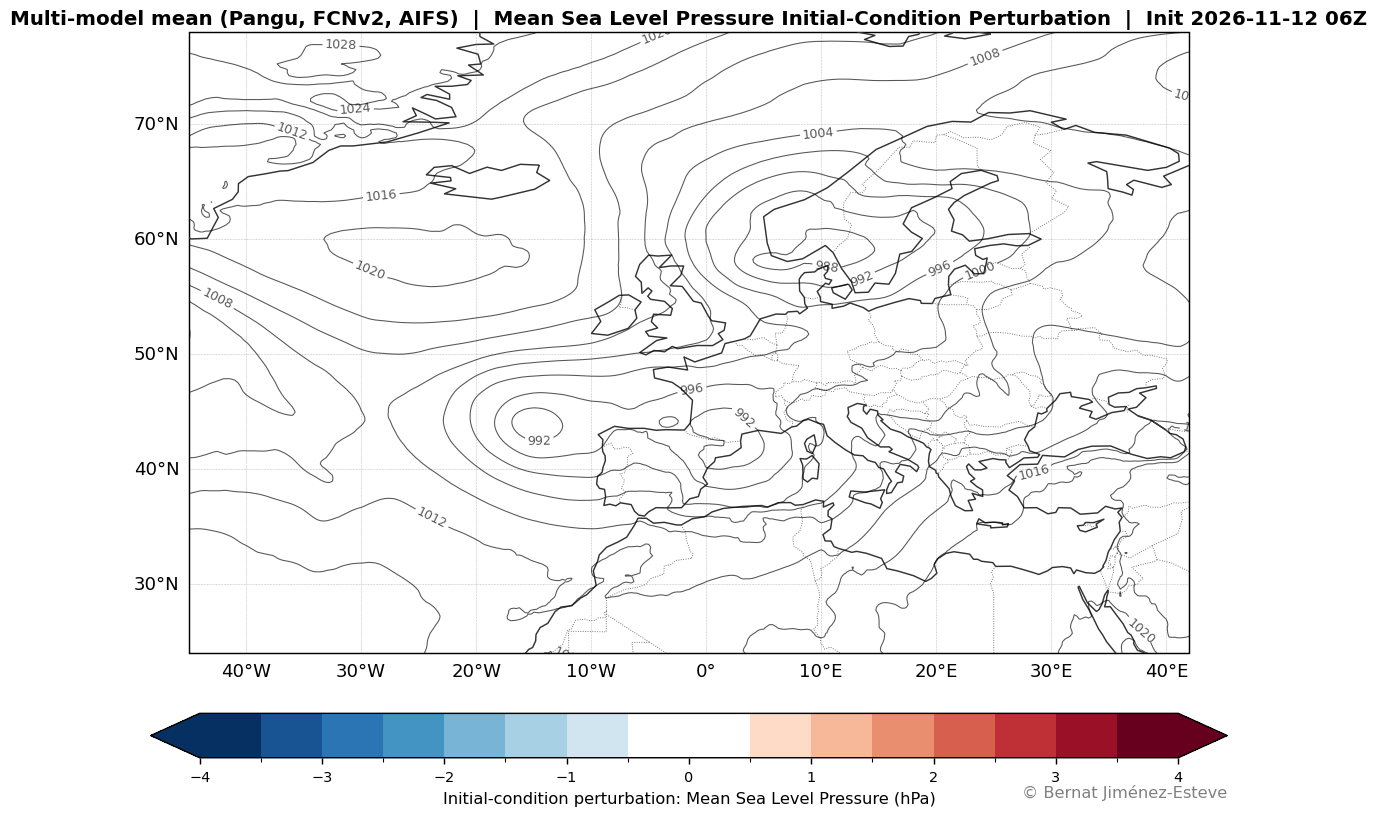 Multi-model mean (Pangu, FCNv2, AIFS) | Mean Sea Level Pressure Initial-Condition Perturbation | Init 2026-11-12 06Z
1028
1008
1024
1012
1004
70°N
1016
60°N
1020
988
992
996
1000
1008
50°N
996
992
992
40°N
1016
1012
30°N
1020
40°W 30°W 20°W 10°W 0° 10°E 20°E 30°E 40°E
−4 −3 −2 −1 0 1 2 3 4
Initial-condition perturbation: Mean Sea Level Pressure (hPa)
© Bernat Jiménez-Esteve